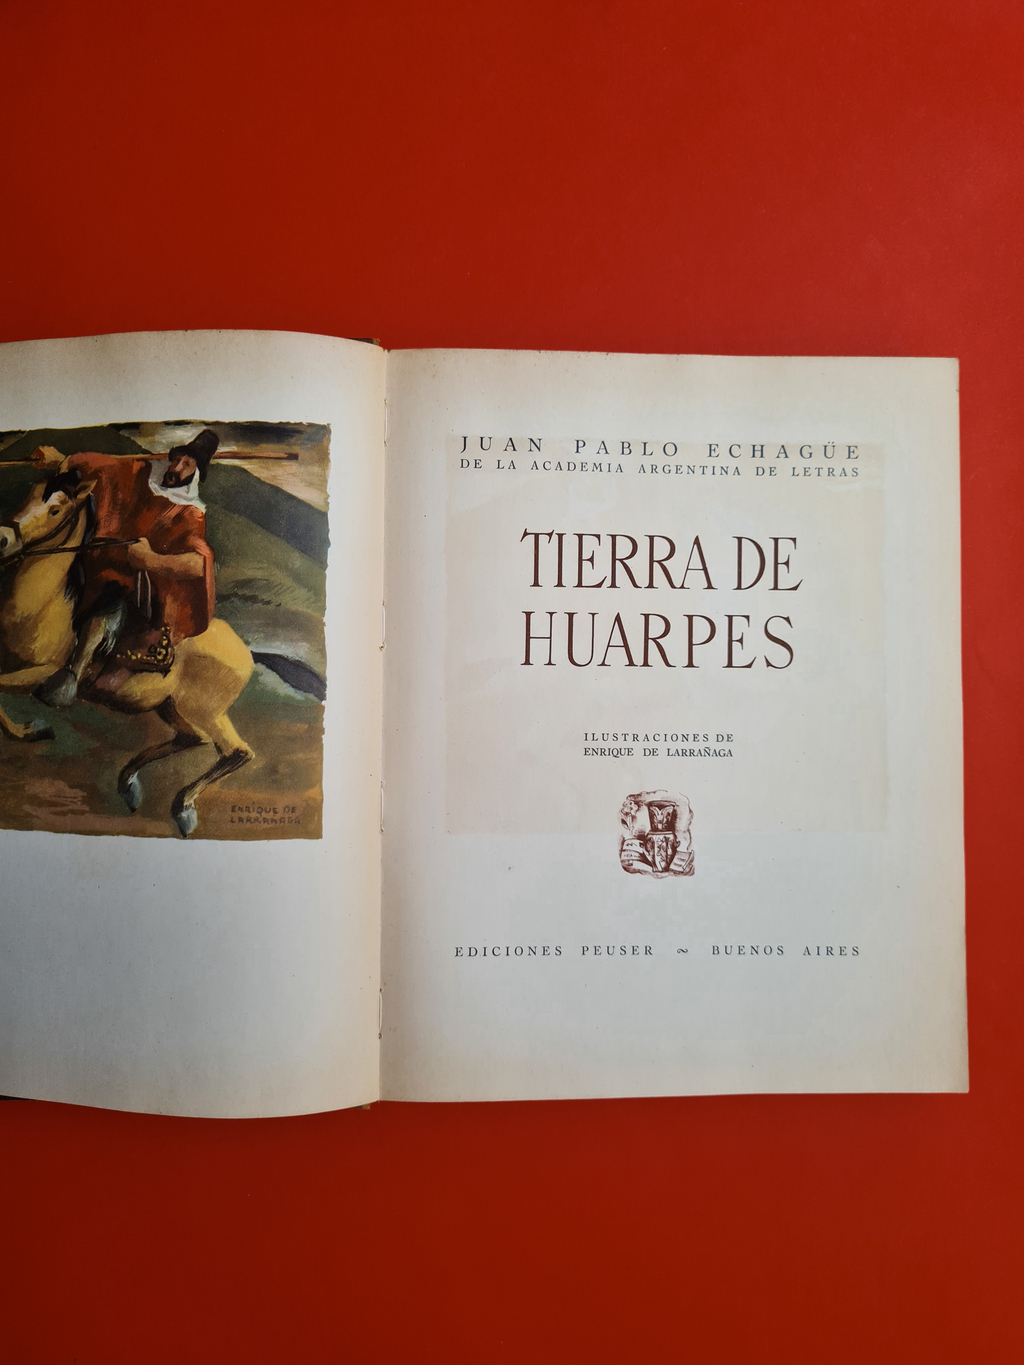 ENRIQUE DE
LARRAÑAGA
JUAN PABLO ECHAGÜE
DE LA ACADEMIA ARGENTINA DE LETRAS
TIERRA DE
HUARPES
ILUSTRACIONES DE
ENRIQUE DE LARRAÑAGA
EDICIONES PEUSER ~ BUENOS AIRES